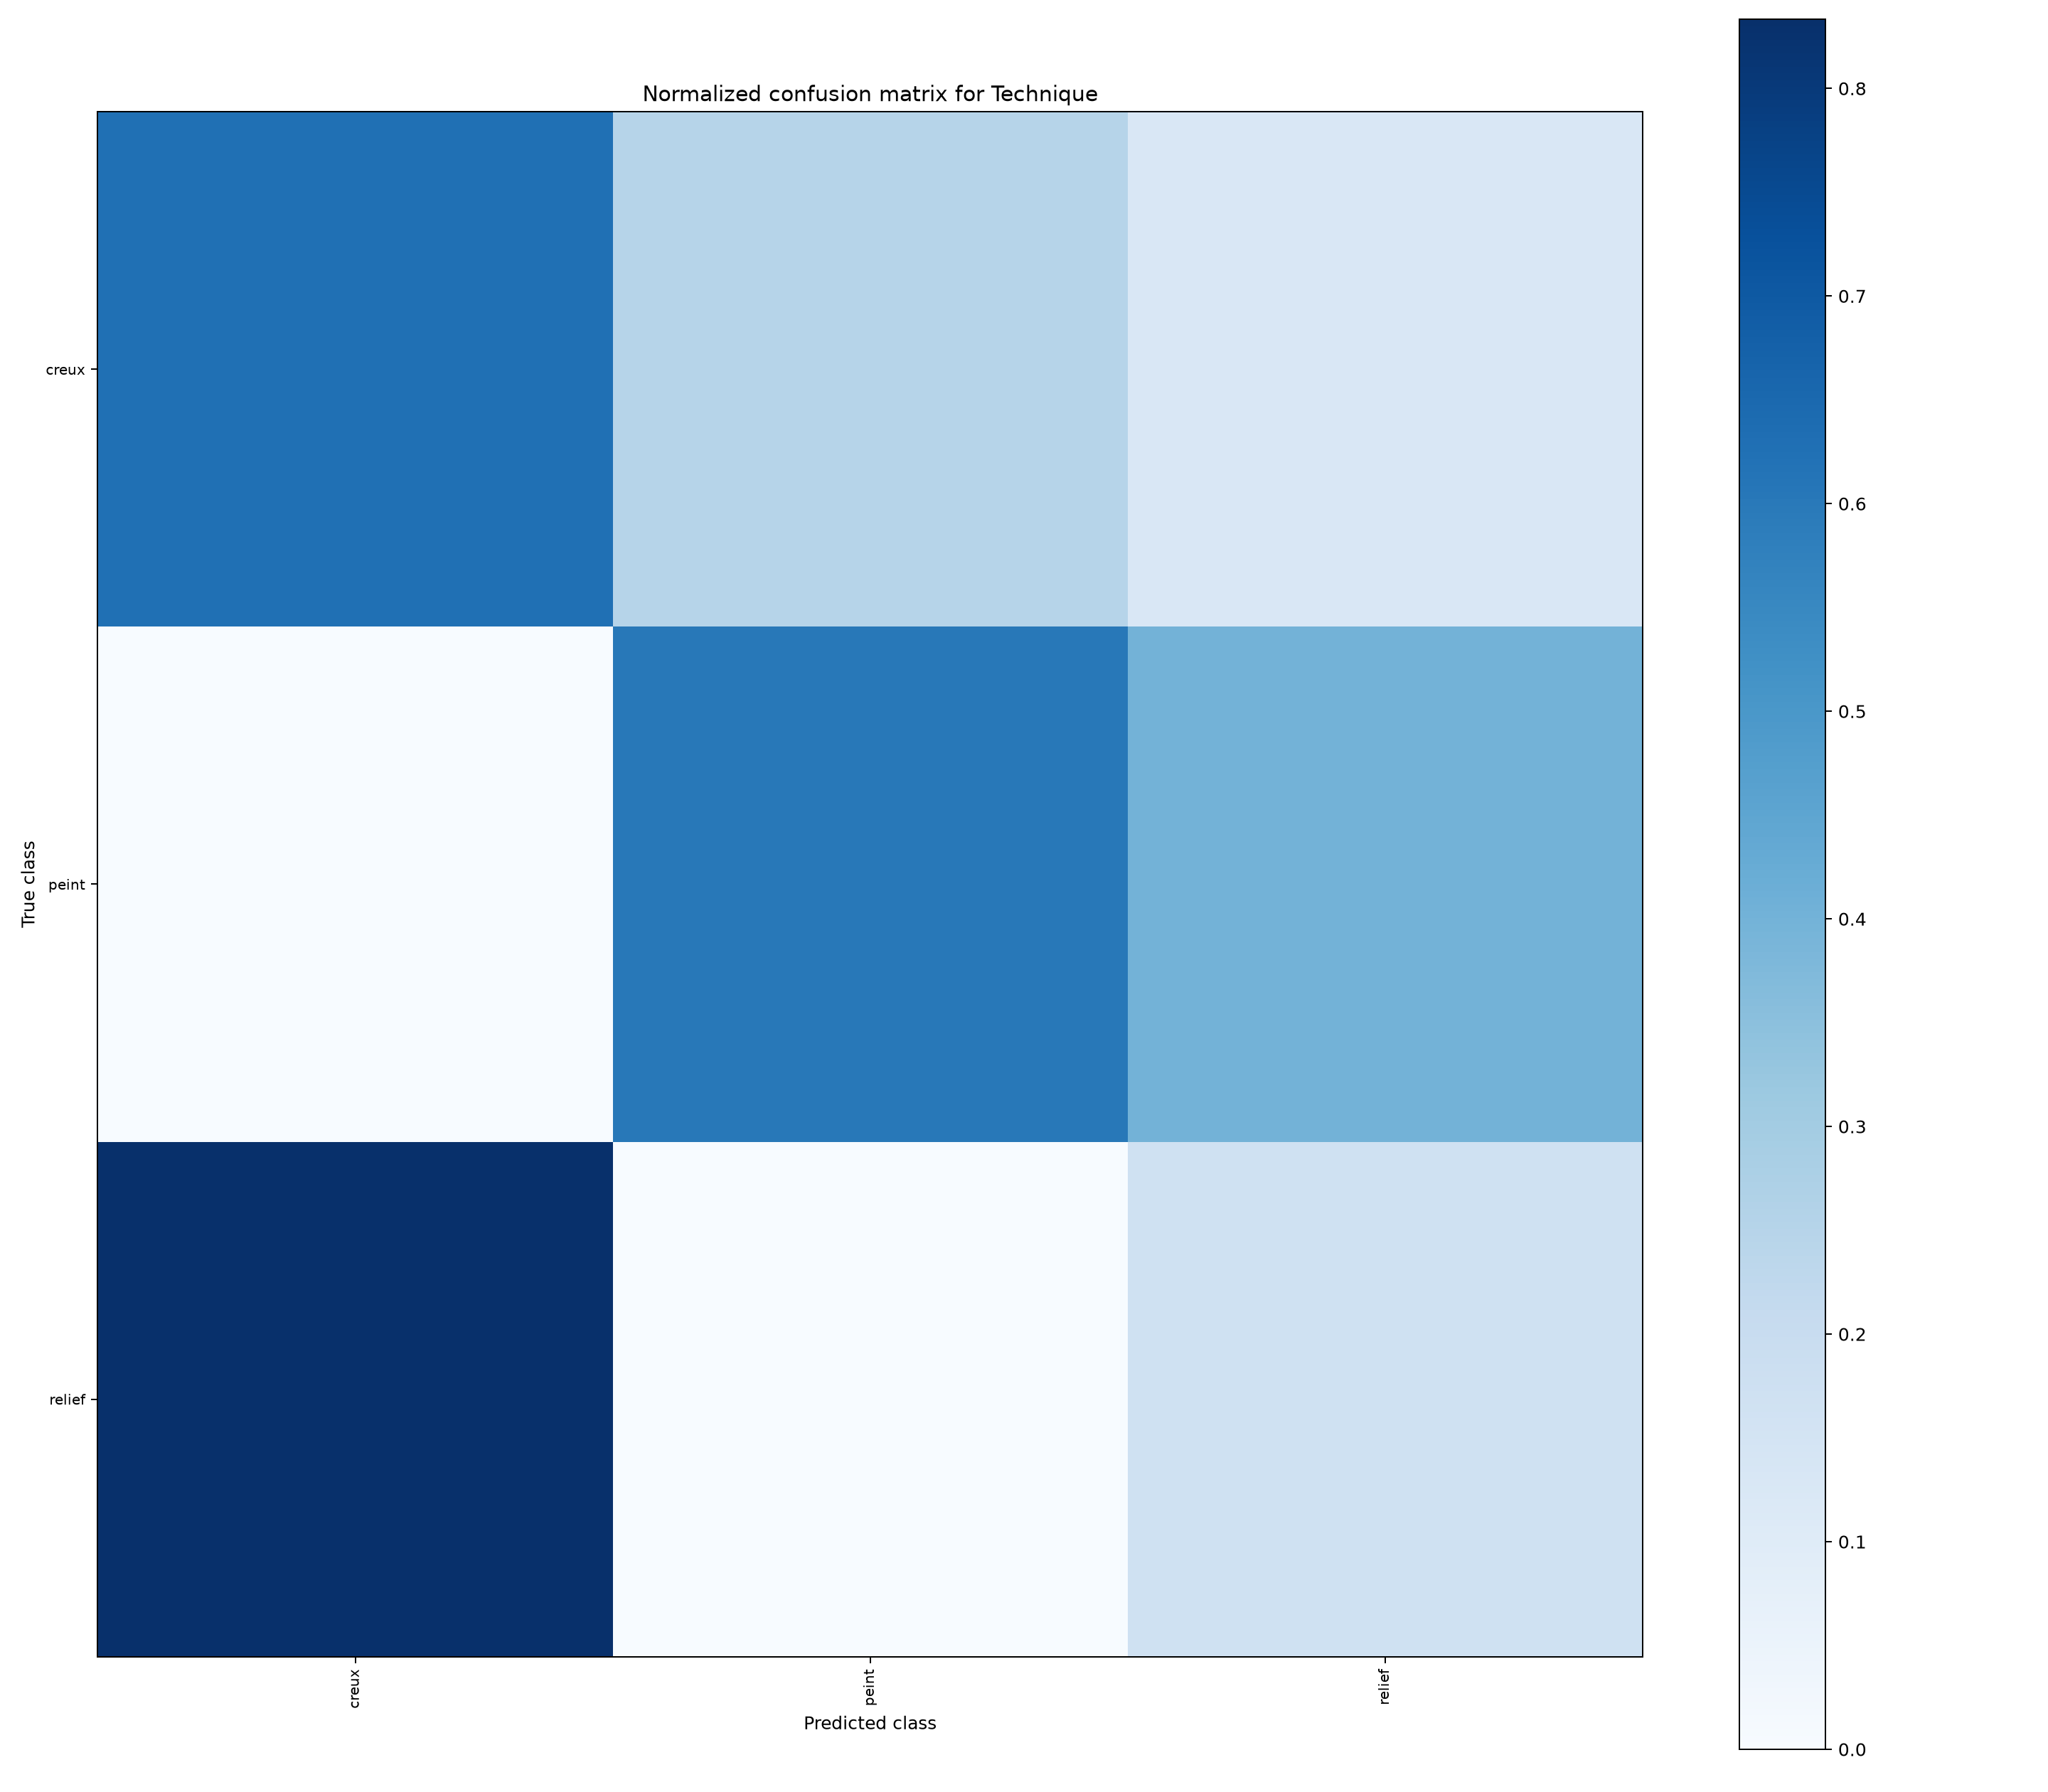 Normalized confusion matrix for Technique
True class
creux
peint
relief
creux
peint
relief
Predicted class
0.8
0.7
0.6
0.5
0.4
0.3
0.2
0.1
0.0